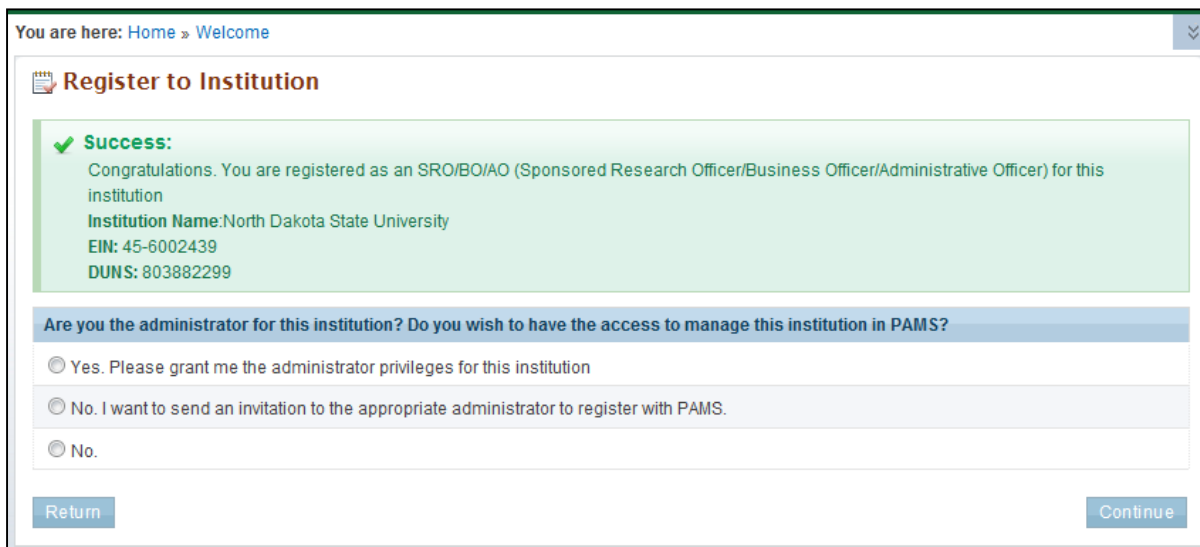 You are here: Home » Welcome
Register to Institution
Success:
Congratulations. You are registered as an SRO/BO/AO (Sponsored Research Officer/Business Officer/Administrative Officer) for this
institution
Institution Name:North Dakota State University
EIN: 45-6002439
DUNS: 803882299
Are you the administrator for this institution? Do you wish to have the access to manage this institution in PAMS?
Yes. Please grant me the administrator privileges for this institution
No. I want to send an invitation to the appropriate administrator to register with PAMS.
No.
Return
Continue